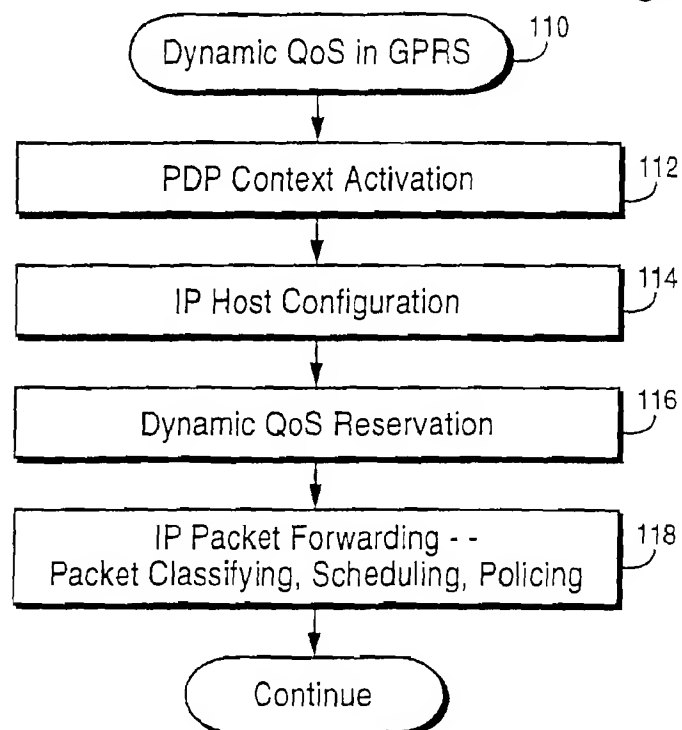 Dynamic QoS in GPRS
110
PDP Context Activation
112
IP Host Configuration
114
Dynamic QoS Reservation
116
IP Packet Forwarding - -
Packet Classifying, Scheduling, Policing
118
Continue